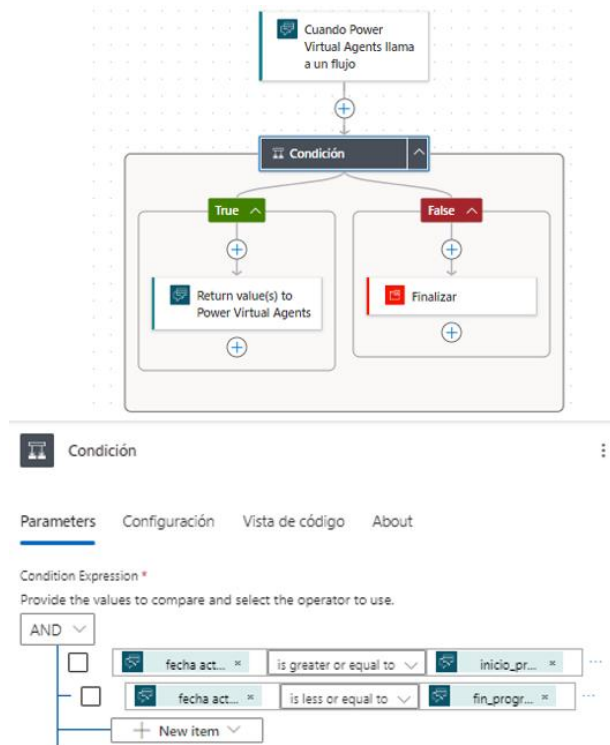 Cuando Power
Virtual Agents llama
a un flujo
Condición
True
False
Return value(s) to
Power Virtual Agents
Finalizar
Condición
Parameters Configuración Vista de código About
Condition Expression *
Provide the values to compare and select the operator to use.
AND
fecha act... × is greater or equal to inicio_pr... × ...
fecha act... × is less or equal to fin_progr... × ...
New item